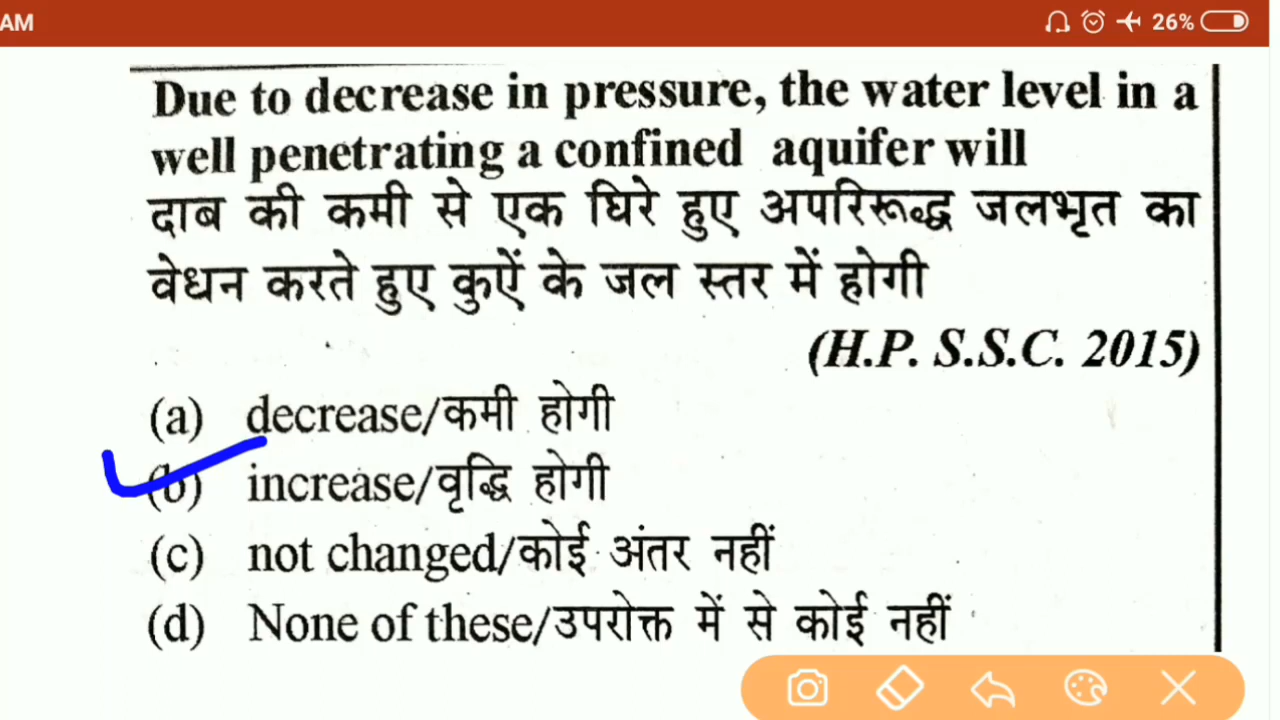 AM
26%
Due to decrease in pressure, the water level in a
well penetrating a confined aquifer will
दाब की कमी से एक घिरे हुए अपरिरूद्ध जलभृत का
वेधन करते हुए कुऐं के जल स्तर में होगी
(H.P. S.S.C. 2015)
(a) decrease/कमी होगी
(b) increase/वृद्धि होगी
(c) not changed/कोई अंतर नहीं
(d) None of these/उपरोक्त में से कोई नहीं